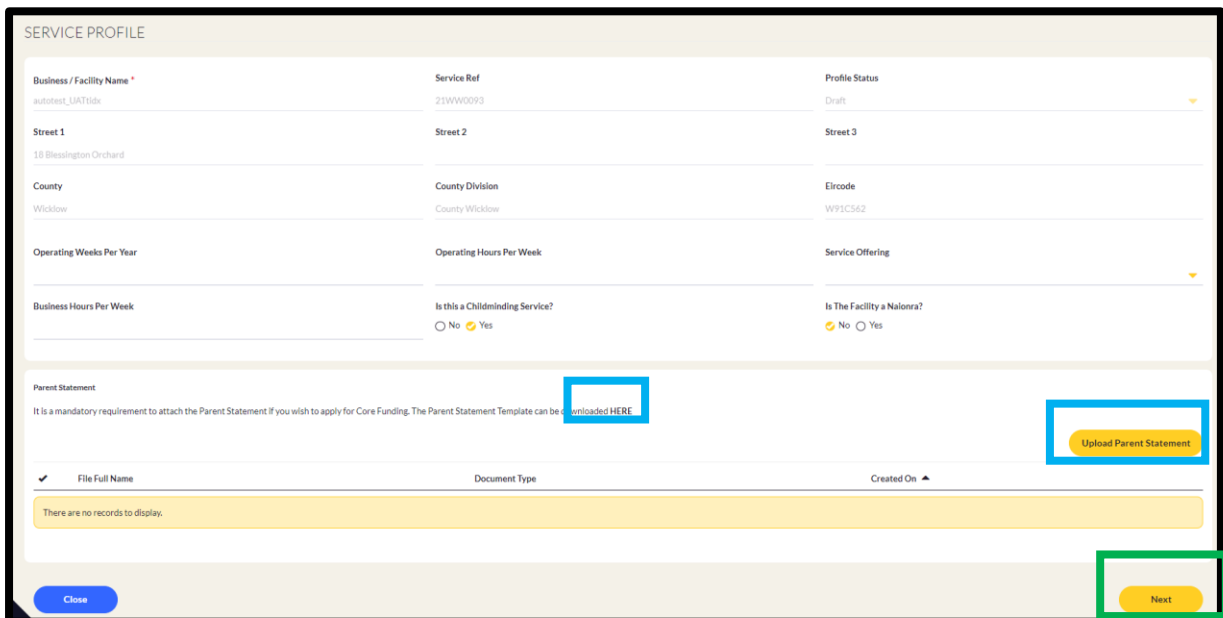 SERVICE PROFILE
Business / Facility Name * Service Ref Profile Status
autotest_UATtldx 21WW0093 Draft
Street 1 Street 2 Street 3
18 Blessington Orchard
County County Division Eircode
Wicklow County Wicklow W91C562
Operating Weeks Per Year Operating Hours Per Week Service Offering
Business Hours Per Week Is this a Childminding Service? Is The Facility a Naionra?
No Yes No Yes
Parent Statement
It is a mandatory requirement to attach the Parent Statement if you wish to apply for Core Funding. The Parent Statement Template can be downloaded HERE
Upload Parent Statement
File Full Name Document Type Created On
There are no records to display.
Close Next